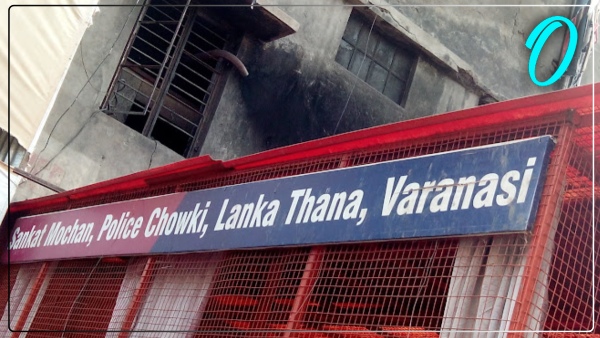 O
Sankat Mochan, Police Chowki, Lanka Thana, Varanasi